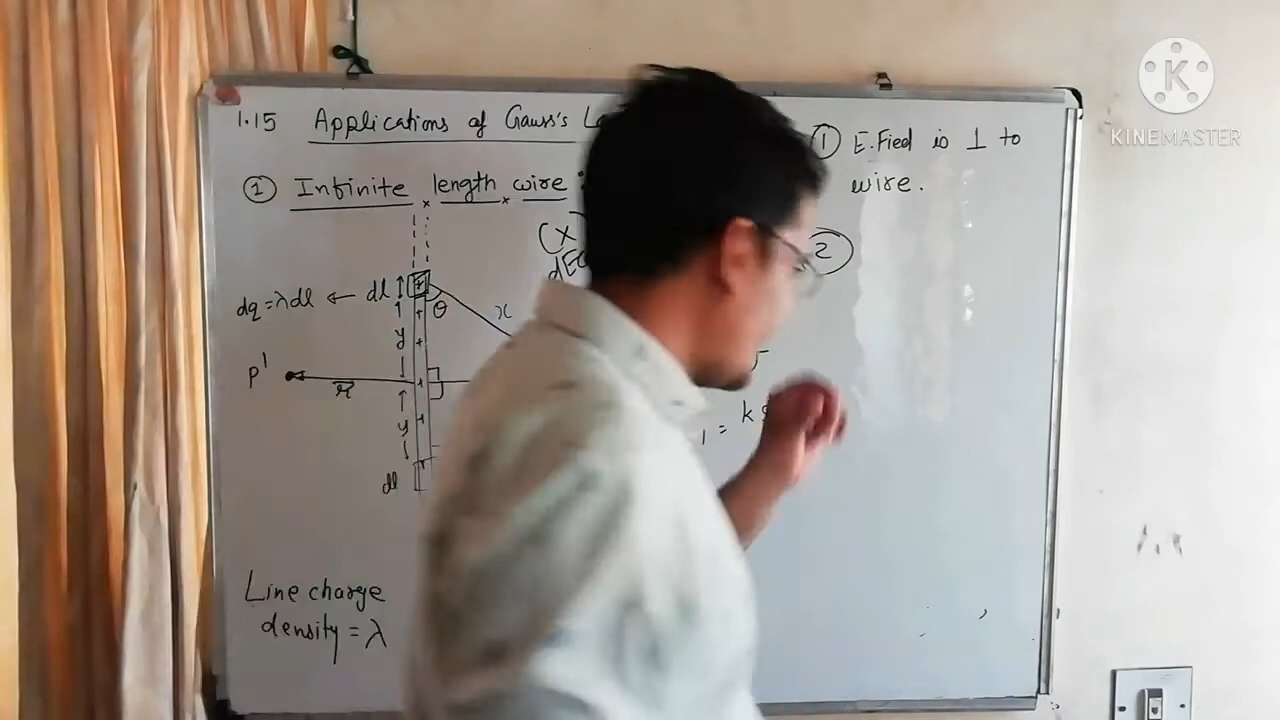 1.15 Applications of Gauss's
① Infinite length wire :
① E.Fied is ⊥ to
wire.
②
dq = λdl ← dl
θ
x
y
P'
r
y
dl
= k
Line charge
density = λ
K
KINEMASTER